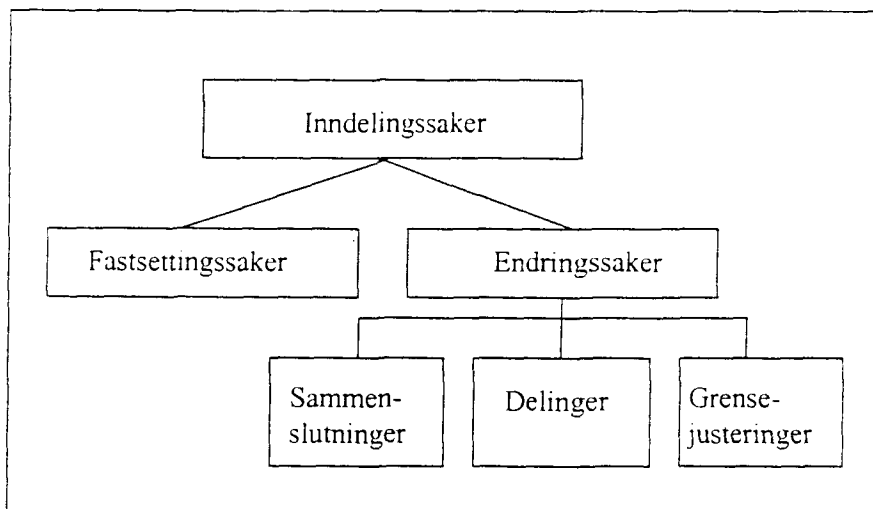 Inndelingssaker
Fastsettingssaker
Endringssaker
Sammen-
slutninger
Delinger
Grense-
justeringer